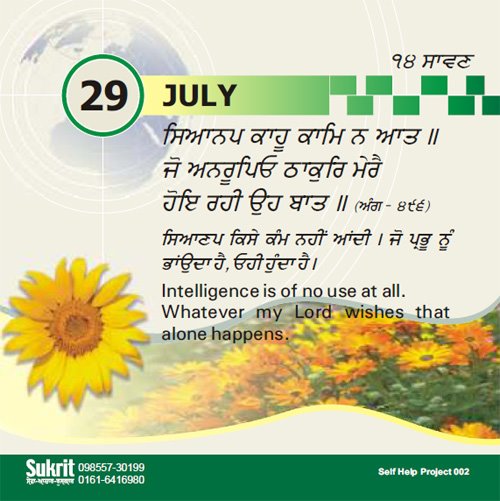 ੧੪ ਸਾਵਣ
29 JULY
ਸਿਆਨਪ ਕਾਹੂ ਕਾਮਿ ਨ ਆਤ ॥
ਜੋ ਅਨਰੂਪਿਓ ਠਾਕੁਰਿ ਮੇਰੈ
ਹੋਇ ਰਹੀ ਉਹ ਬਾਤ ॥ (ਅੰਗ - ੪੯੬)
ਸਿਆਣਪ ਕਿਸੇ ਕੰਮ ਨਹੀਂ ਆਂਦੀ । ਜੋ ਪ੍ਰਭੂ ਨੂੰ
ਭਾਂਉਦਾ ਹੈ, ਓਹੀ ਹੁੰਦਾ ਹੈ।
Intelligence is of no use at all.
Whatever my Lord wishes that
alone happens.
Sukrit 098557-30199
0161-6416980
Self Help Project 002